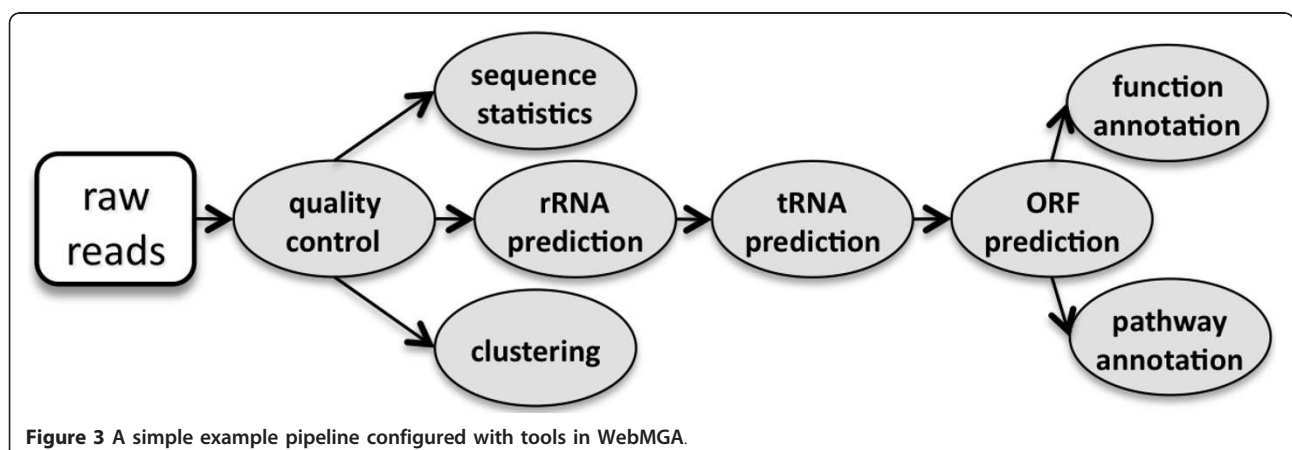 raw
reads
quality
control
sequence
statistics
rRNA
prediction
clustering
tRNA
prediction
ORF
prediction
function
annotation
pathway
annotation
Figure 3 A simple example pipeline configured with tools in WebMGA.